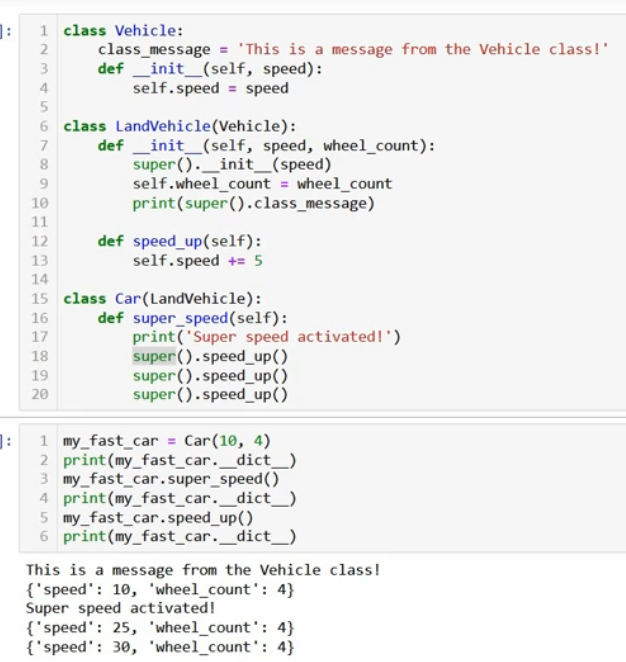 ]:
1 class Vehicle:
2     class_message = 'This is a message from the Vehicle class!'
3     def __init__(self, speed):
4         self.speed = speed
5
6 class LandVehicle(Vehicle):
7     def __init__(self, speed, wheel_count):
8         super().__init__(speed)
9         self.wheel_count = wheel_count
10         print(super().class_message)
11
12     def speed_up(self):
13         self.speed += 5
14
15 class Car(LandVehicle):
16     def super_speed(self):
17         print('Super speed activated!')
18         super().speed_up()
19         super().speed_up()
20         super().speed_up()
]:
1 my_fast_car = Car(10, 4)
2 print(my_fast_car.__dict__)
3 my_fast_car.super_speed()
4 print(my_fast_car.__dict__)
5 my_fast_car.speed_up()
6 print(my_fast_car.__dict__)
This is a message from the Vehicle class!
{'speed': 10, 'wheel_count': 4}
Super speed activated!
{'speed': 25, 'wheel_count': 4}
{'speed': 30, 'wheel_count': 4}